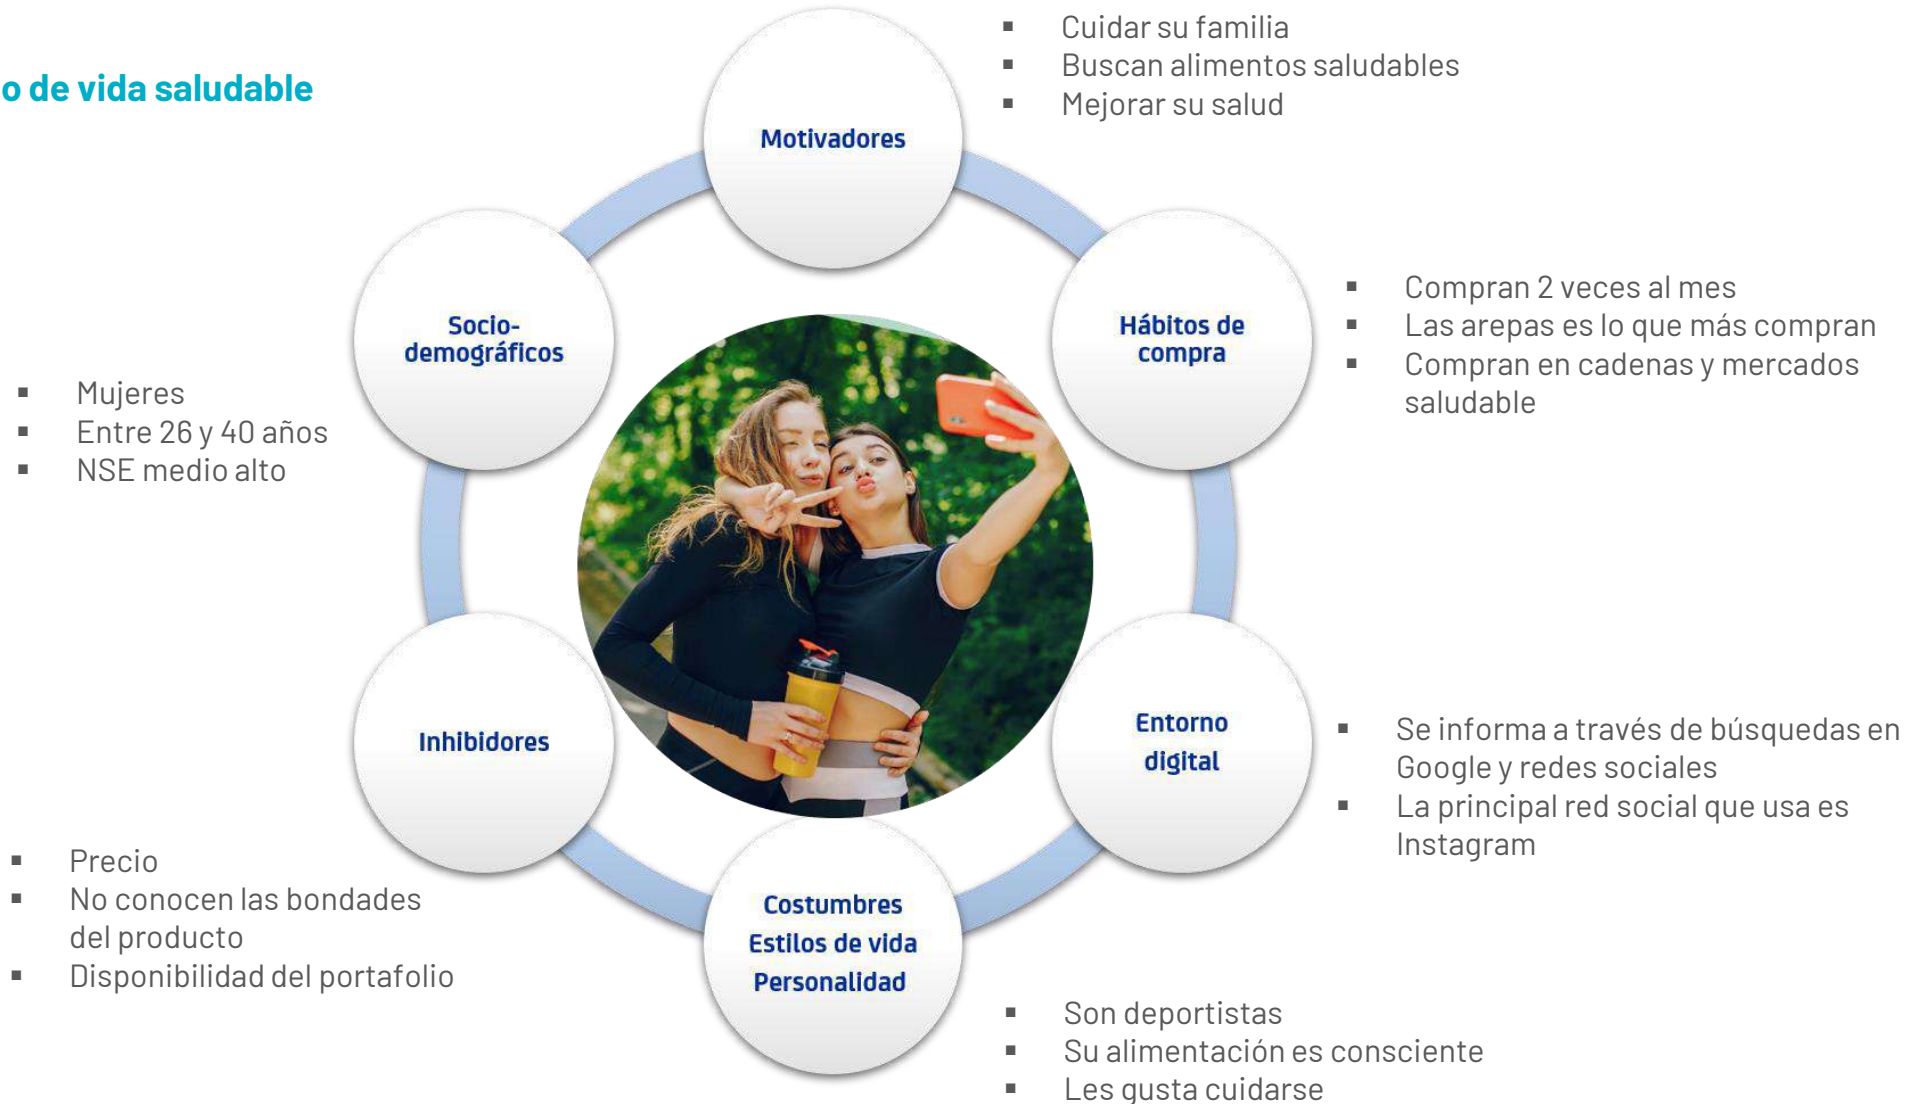 o de vida saludable
Motivadores
▪ Cuidar su familia
▪ Buscan alimentos saludables
▪ Mejorar su salud
Hábitos de
compra
▪ Compran 2 veces al mes
▪ Las arepas es lo que más compran
▪ Compran en cadenas y mercados
saludable
Entorno
digital
▪ Se informa a través de búsquedas en
Google y redes sociales
▪ La principal red social que usa es
Instagram
Costumbres
Estilos de vida
Personalidad
▪ Son deportistas
▪ Su alimentación es consciente
▪ Les gusta cuidarse
Inhibidores
▪ Precio
▪ No conocen las bondades
del producto
▪ Disponibilidad del portafolio
Socio-
demográficos
▪ Mujeres
▪ Entre 26 y 40 años
▪ NSE medio alto